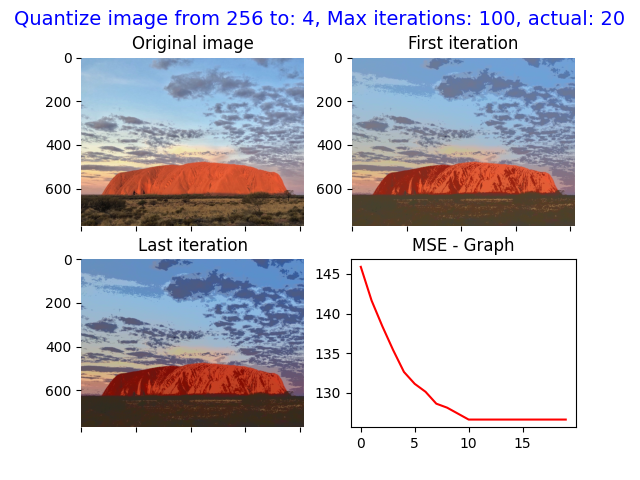 Quantize image from 256 to: 4, Max iterations: 100, actual: 20
Original image
First iteration
0
200
400
600
0
200
400
600
Last iteration
MSE - Graph
0
200
400
600
145
140
135
130
0 5 10 15